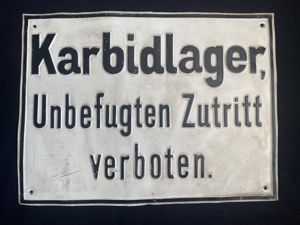 Karbidlager,
Unbefugten Zutritt
verboten.